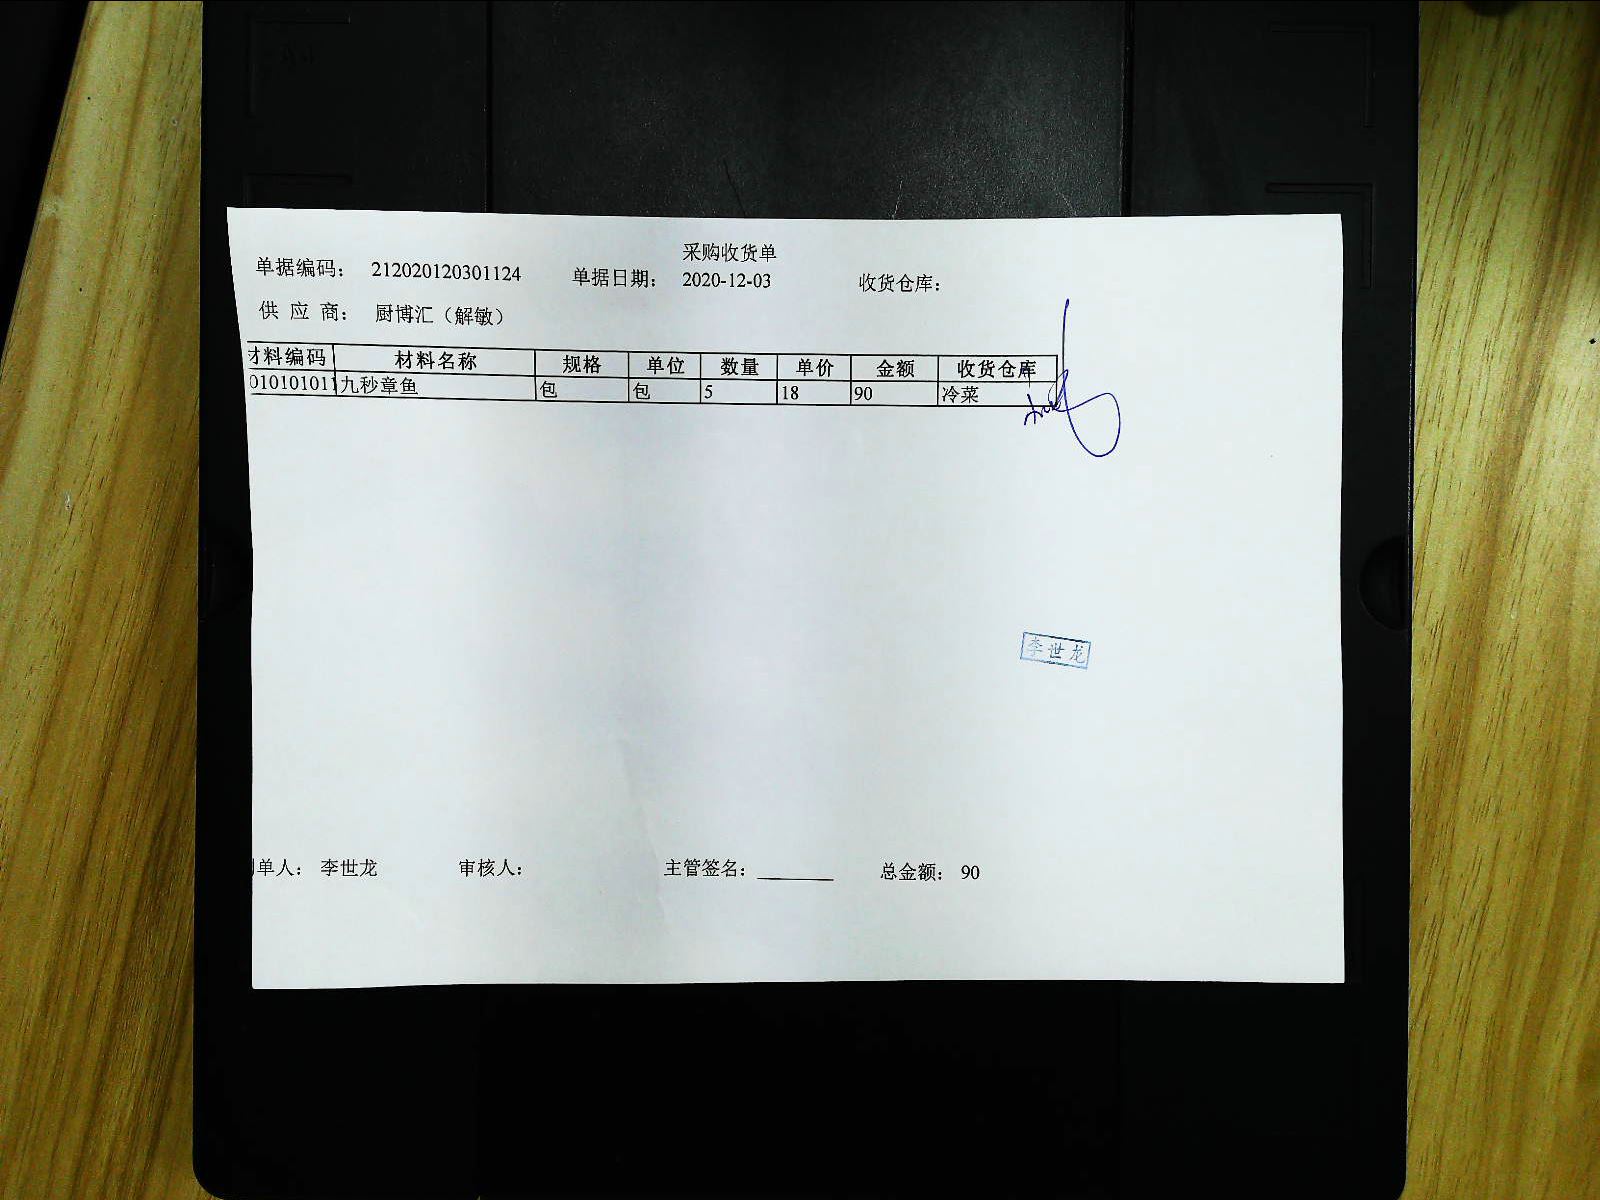 采购收货单
单据编码： 212020120301124 单据日期： 2020-12-03 收货仓库：
供 应 商： 厨博汇（解敏）
材料编码 材料名称 规格 单位 数量 单价 金额 收货仓库
010101011 九秒章鱼 包 包 5 18 90 冷菜
李世龙
制单人： 李世龙 审核人： 主管签名： 总金额： 90